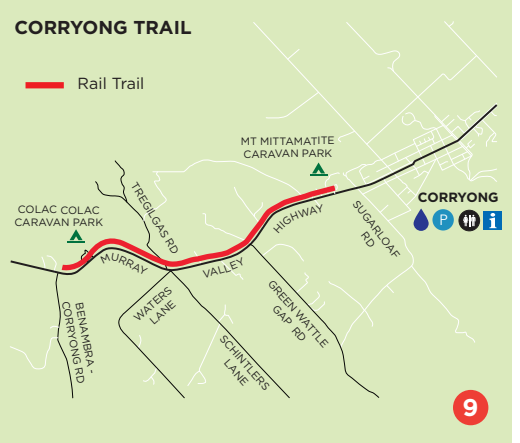 CORRYONG TRAIL
Rail Trail
MT MITTAMATITE
CARAVAN PARK
CORRYONG
P
i
COLAC COLAC
CARAVAN PARK
TREGILGAS RD
SUGARLOAF
RD
HIGHWAY
MURRAY
VALLEY
WATERS
LANE
GREEN WATTLE
GAP RD
BENAMBRA -
CORRYONG RD
SCHINTLERS
LANE
9